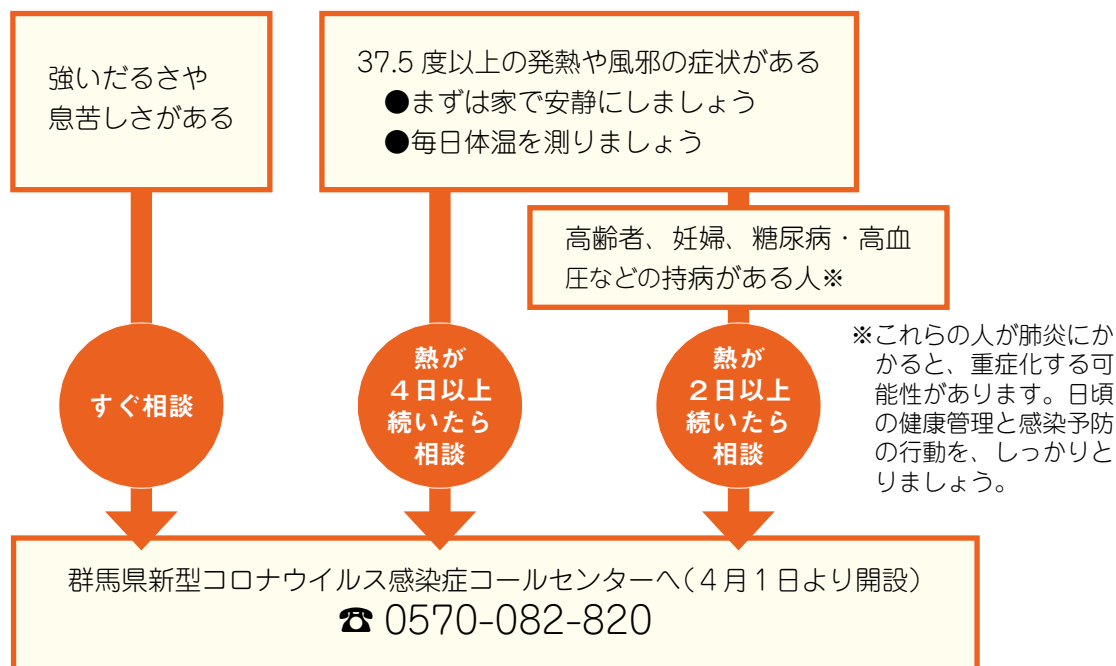 強いだるさや
息苦しさがある
37.5 度以上の発熱や風邪の症状がある
●まずは家で安静にしましょう
●毎日体温を測りましょう
高齢者、妊婦、糖尿病・高血
圧などの持病がある人※
すぐ相談
熱が
4日以上
続いたら
相談
熱が
2日以上
続いたら
相談
※これらの人が肺炎にか
かると、重症化する可
能性があります。日頃
の健康管理と感染予防
の行動を、しっかりと
りましょう。
群馬県新型コロナウイルス感染症コールセンターへ(4月1日より開設)
☎ 0570-082-820